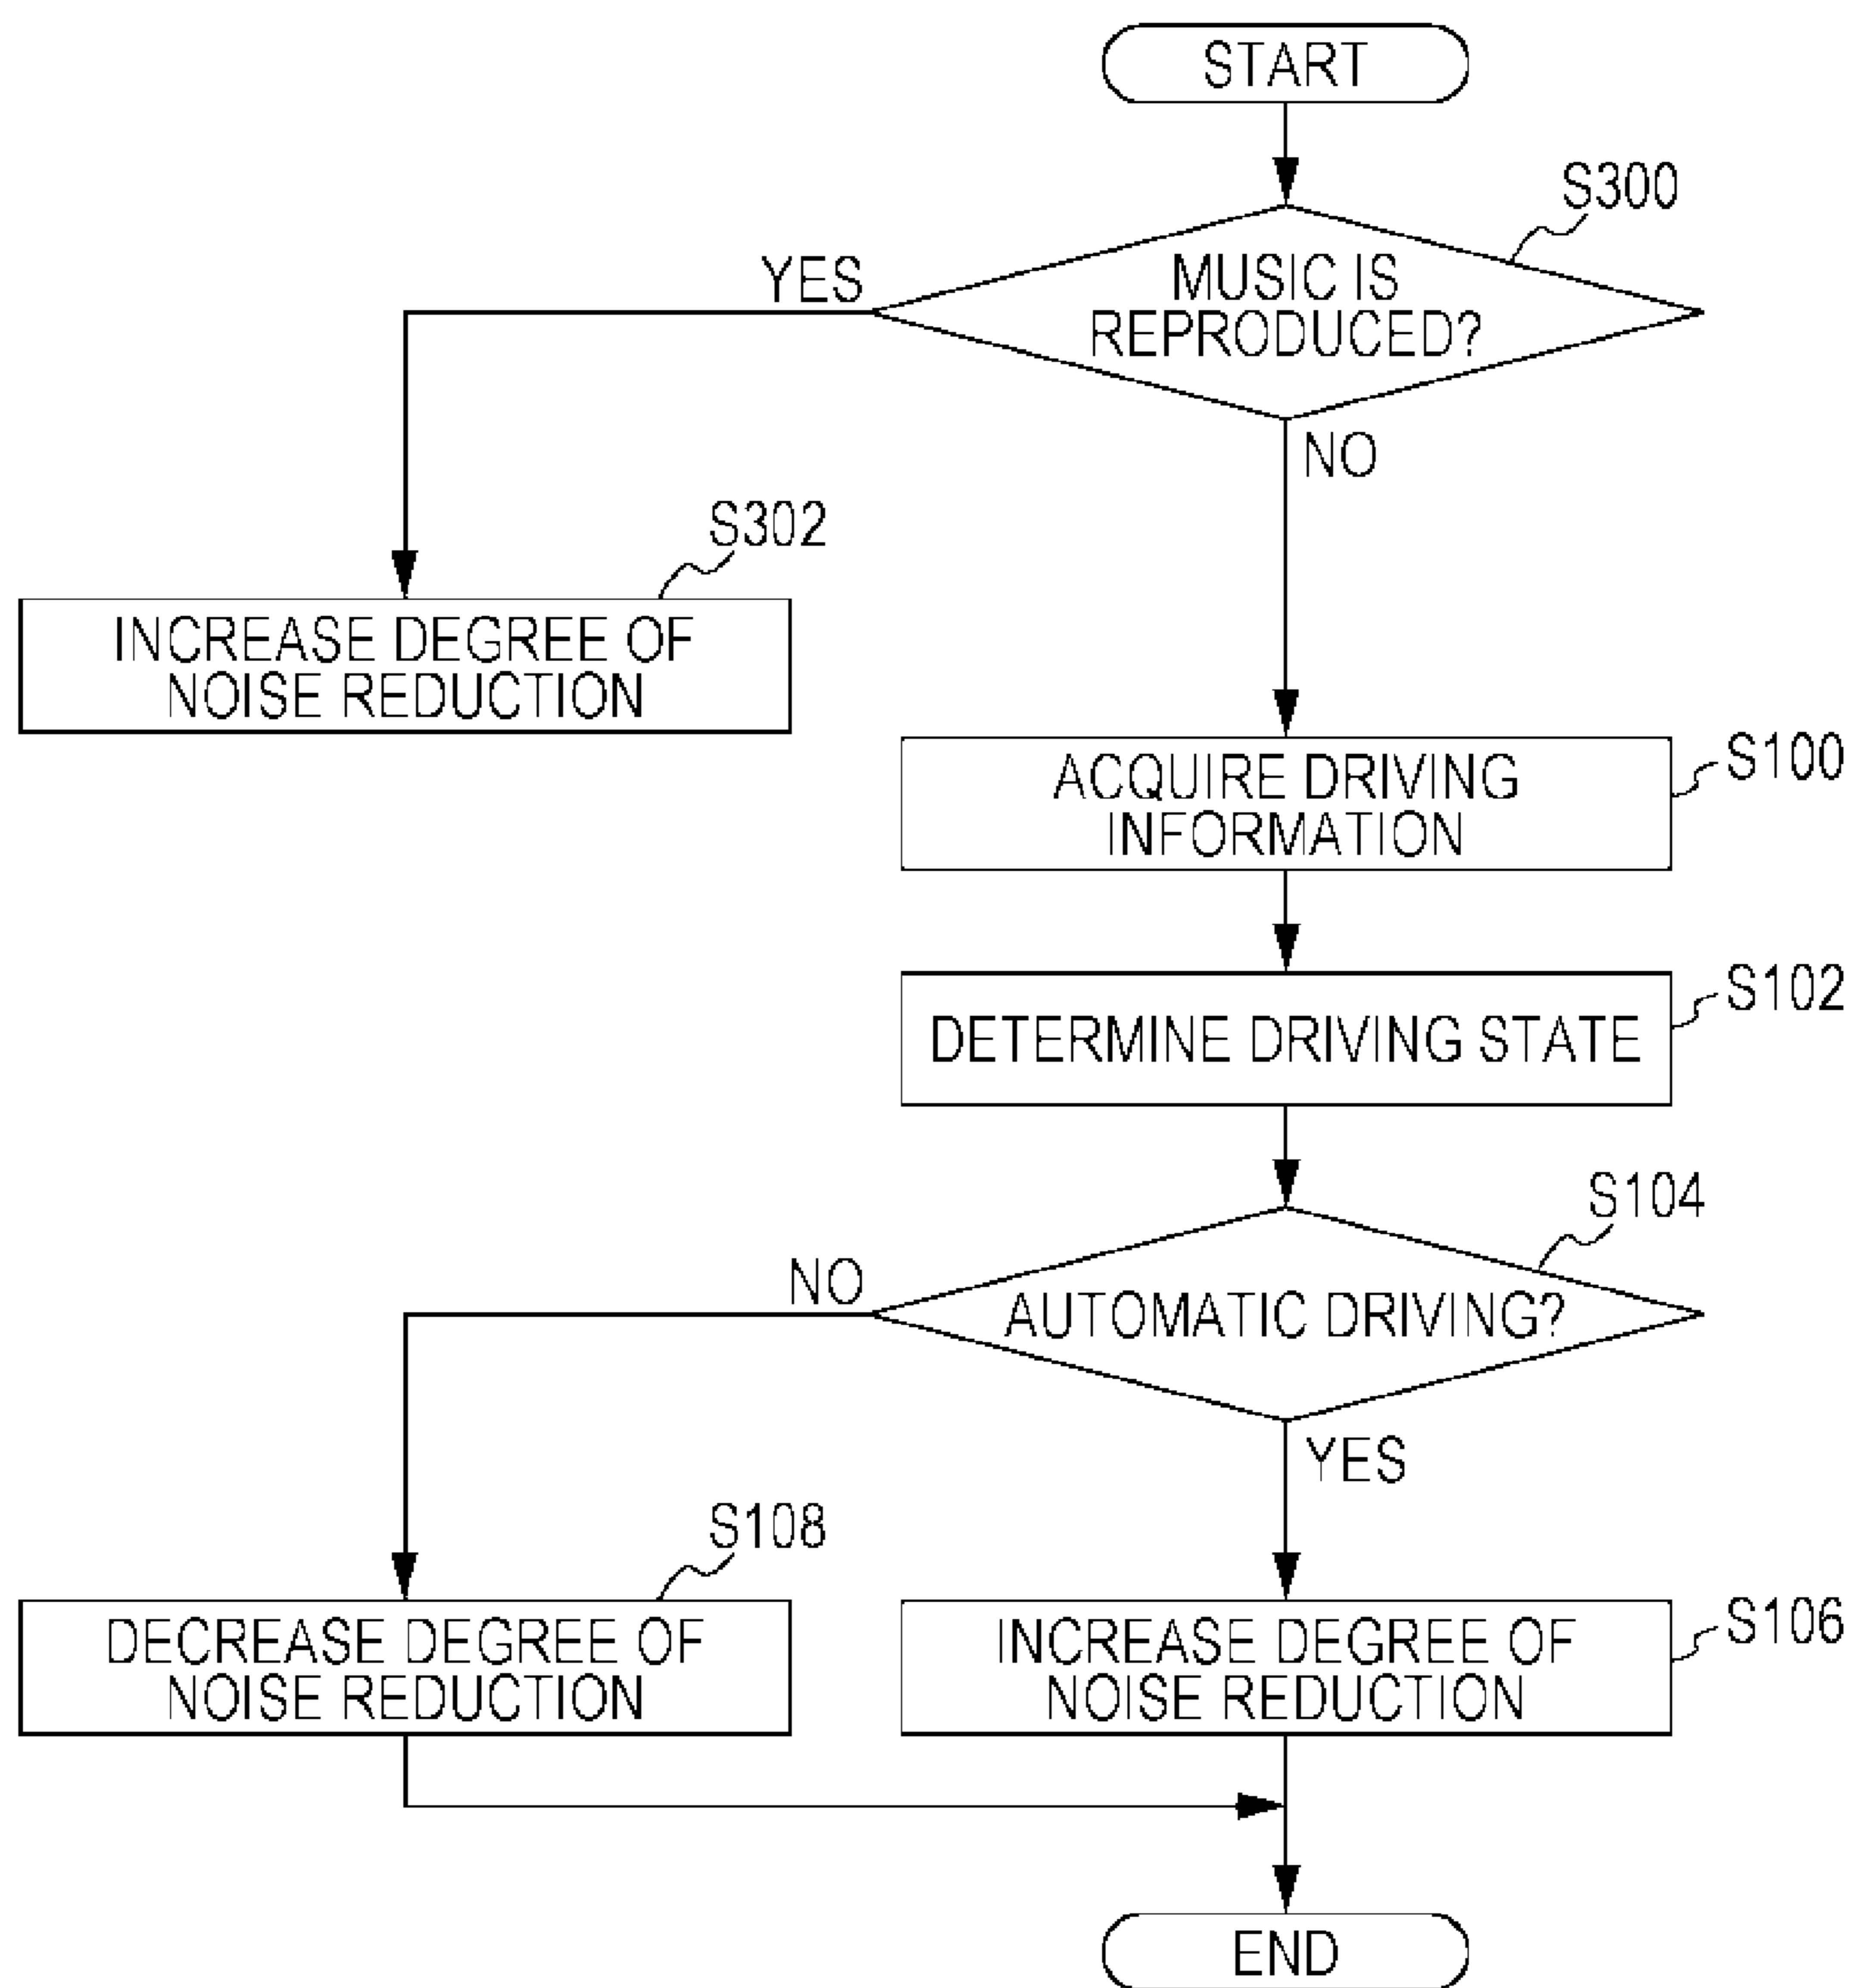 START
S300
MUSIC IS
REPRODUCED?
YES
NO
S302
INCREASE DEGREE OF
NOISE REDUCTION
S100
ACQUIRE DRIVING
INFORMATION
S102
DETERMINE DRIVING STATE
S104
AUTOMATIC DRIVING?
NO
YES
S108
DECREASE DEGREE OF
NOISE REDUCTION
S106
INCREASE DEGREE OF
NOISE REDUCTION
END